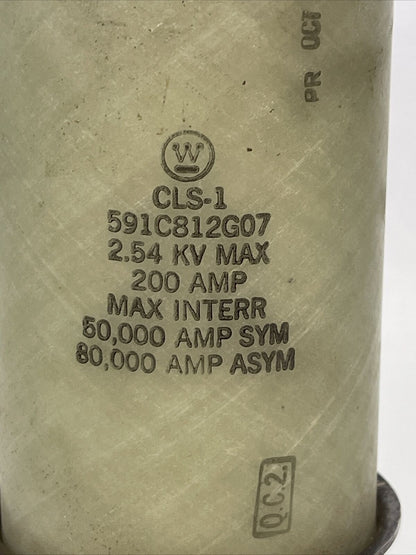 PR OCT
W
CLS-1
591C812G07
2.54 KV MAX
200 AMP
MAX INTERR
50,000 AMP SYM
80,000 AMP ASYM
Q.C.2.